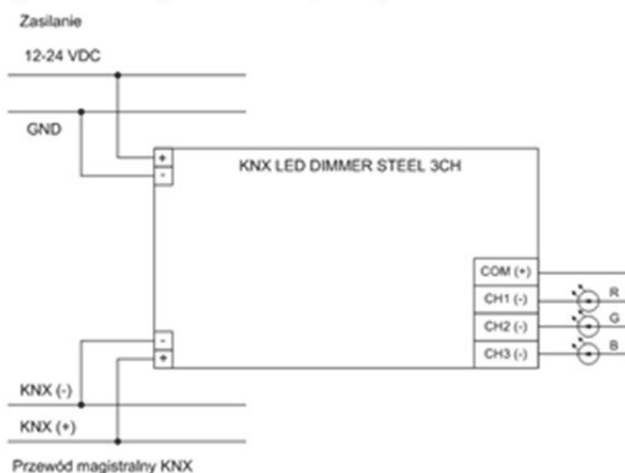 Zasilanie
12-24 VDC
GND
+
-
KNX LED DIMMER STEEL 3CH
COM (+)
CH1 (-)
R
CH2 (-)
G
CH3 (-)
B
-
+
KNX (-)
KNX (+)
Przewód magistralny KNX